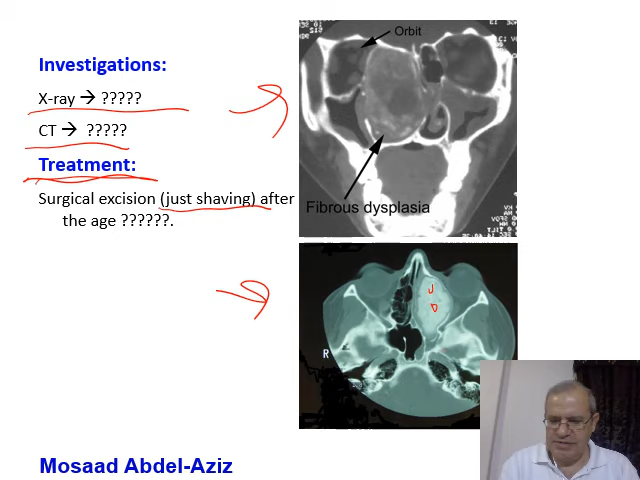 Investigations:
X-ray → ?????
CT → ?????
Treatment:
Surgical excision (just shaving) after
the age ??????.
Orbit
Fibrous dysplasia
R
Mosaad Abdel-Aziz